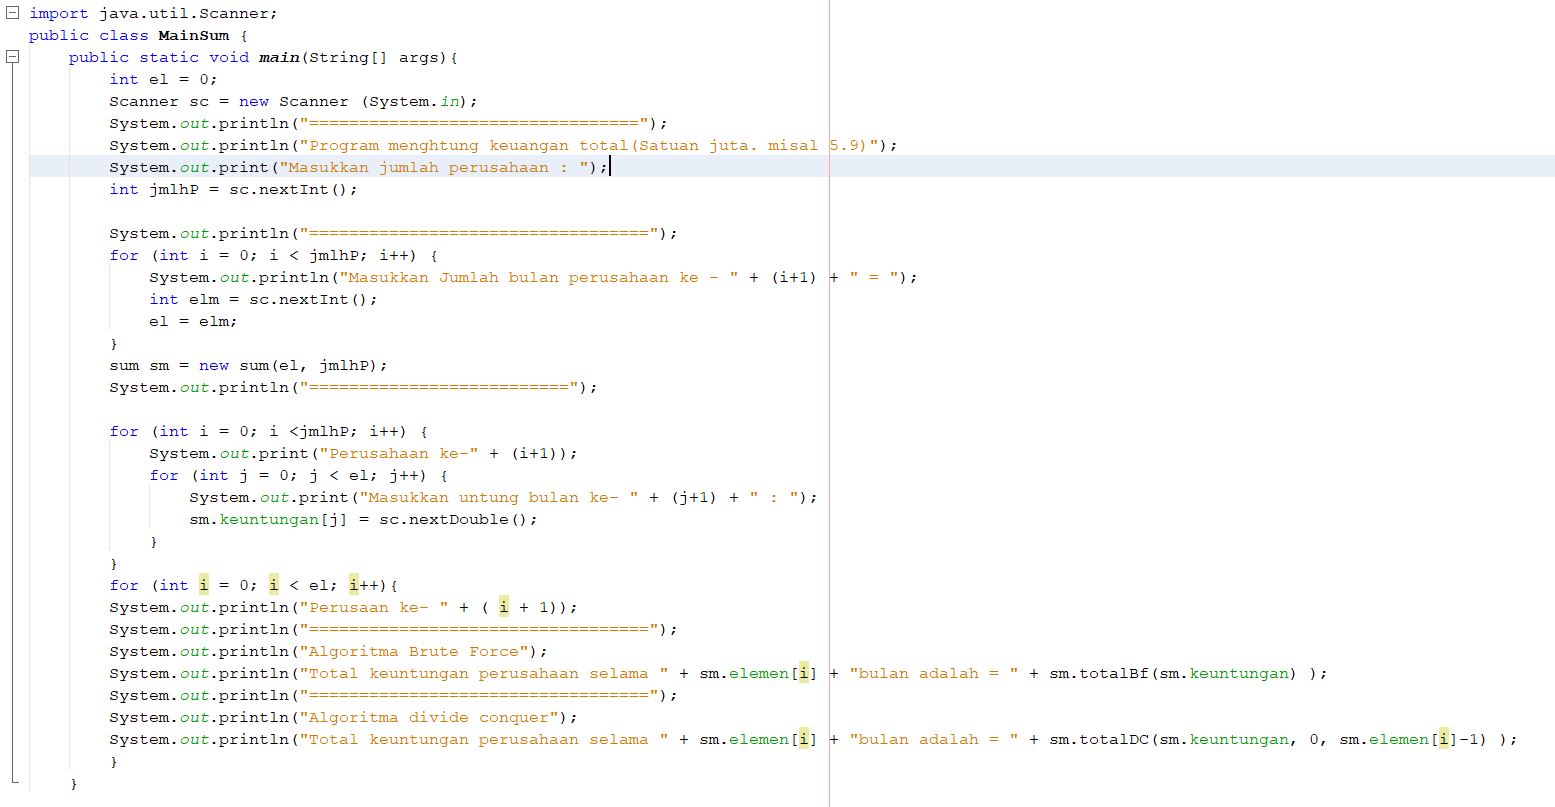 import java.util.Scanner;
public class MainSum {
    public static void main(String[] args){
        int el = 0;
        Scanner sc = new Scanner (System.in);
        System.out.println("=================================");
        System.out.println("Program menghtung keuangan total(Satuan juta. misal 5.9)");
        System.out.print("Masukkan jumlah perusahaan : ");
        int jmlhP = sc.nextInt();

        System.out.println("==================================");
        for (int i = 0; i < jmlhP; i++) {
            System.out.println("Masukkan Jumlah bulan perusahaan ke - " + (i+1) + " = ");
            int elm = sc.nextInt();
            el = elm;
        }
        sum sm = new sum(el, jmlhP);
        System.out.println("==========================");

        for (int i = 0; i <jmlhP; i++) {
            System.out.print("Perusahaan ke-" + (i+1));
            for (int j = 0; j < el; j++) {
                System.out.print("Masukkan untung bulan ke- " + (j+1) + " : ");
                sm.keuntungan[j] = sc.nextDouble();
            }
        }
        for (int i = 0; i < el; i++){
        System.out.println("Perusaan ke- " + ( i + 1));
        System.out.println("==================================");
        System.out.println("Algoritma Brute Force");
        System.out.println("Total keuntungan perusahaan selama " + sm.elemen[i] + "bulan adalah = " + sm.totalBf(sm.keuntungan) );
        System.out.println("==================================");
        System.out.println("Algoritma divide conquer");
        System.out.println("Total keuntungan perusahaan selama " + sm.elemen[i] + "bulan adalah = " + sm.totalDC(sm.keuntungan, 0, sm.elemen[i]-1) );
        }
    }